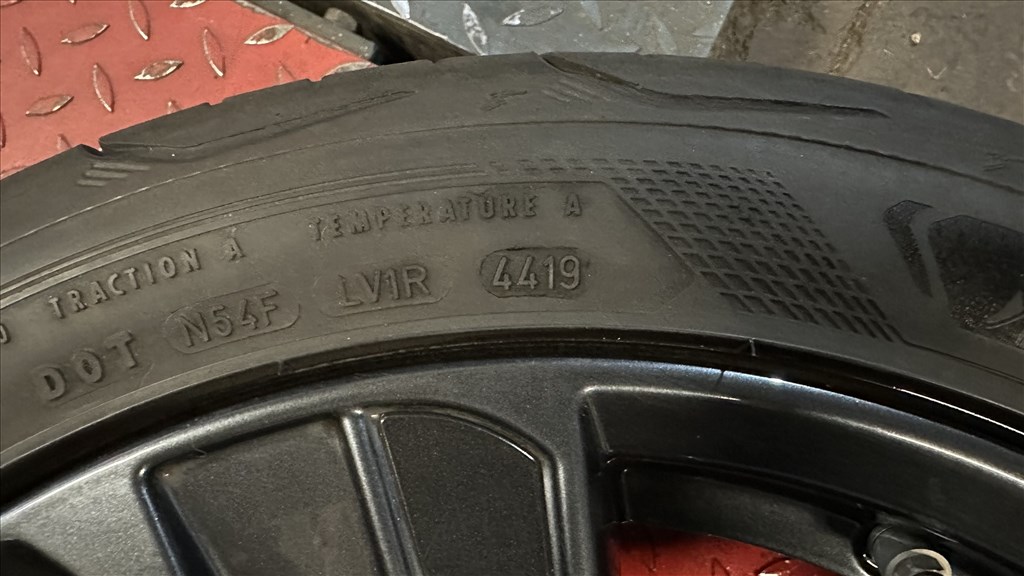 TRACTION A TEMPERATURE A
DOT N54F LV1R 4419